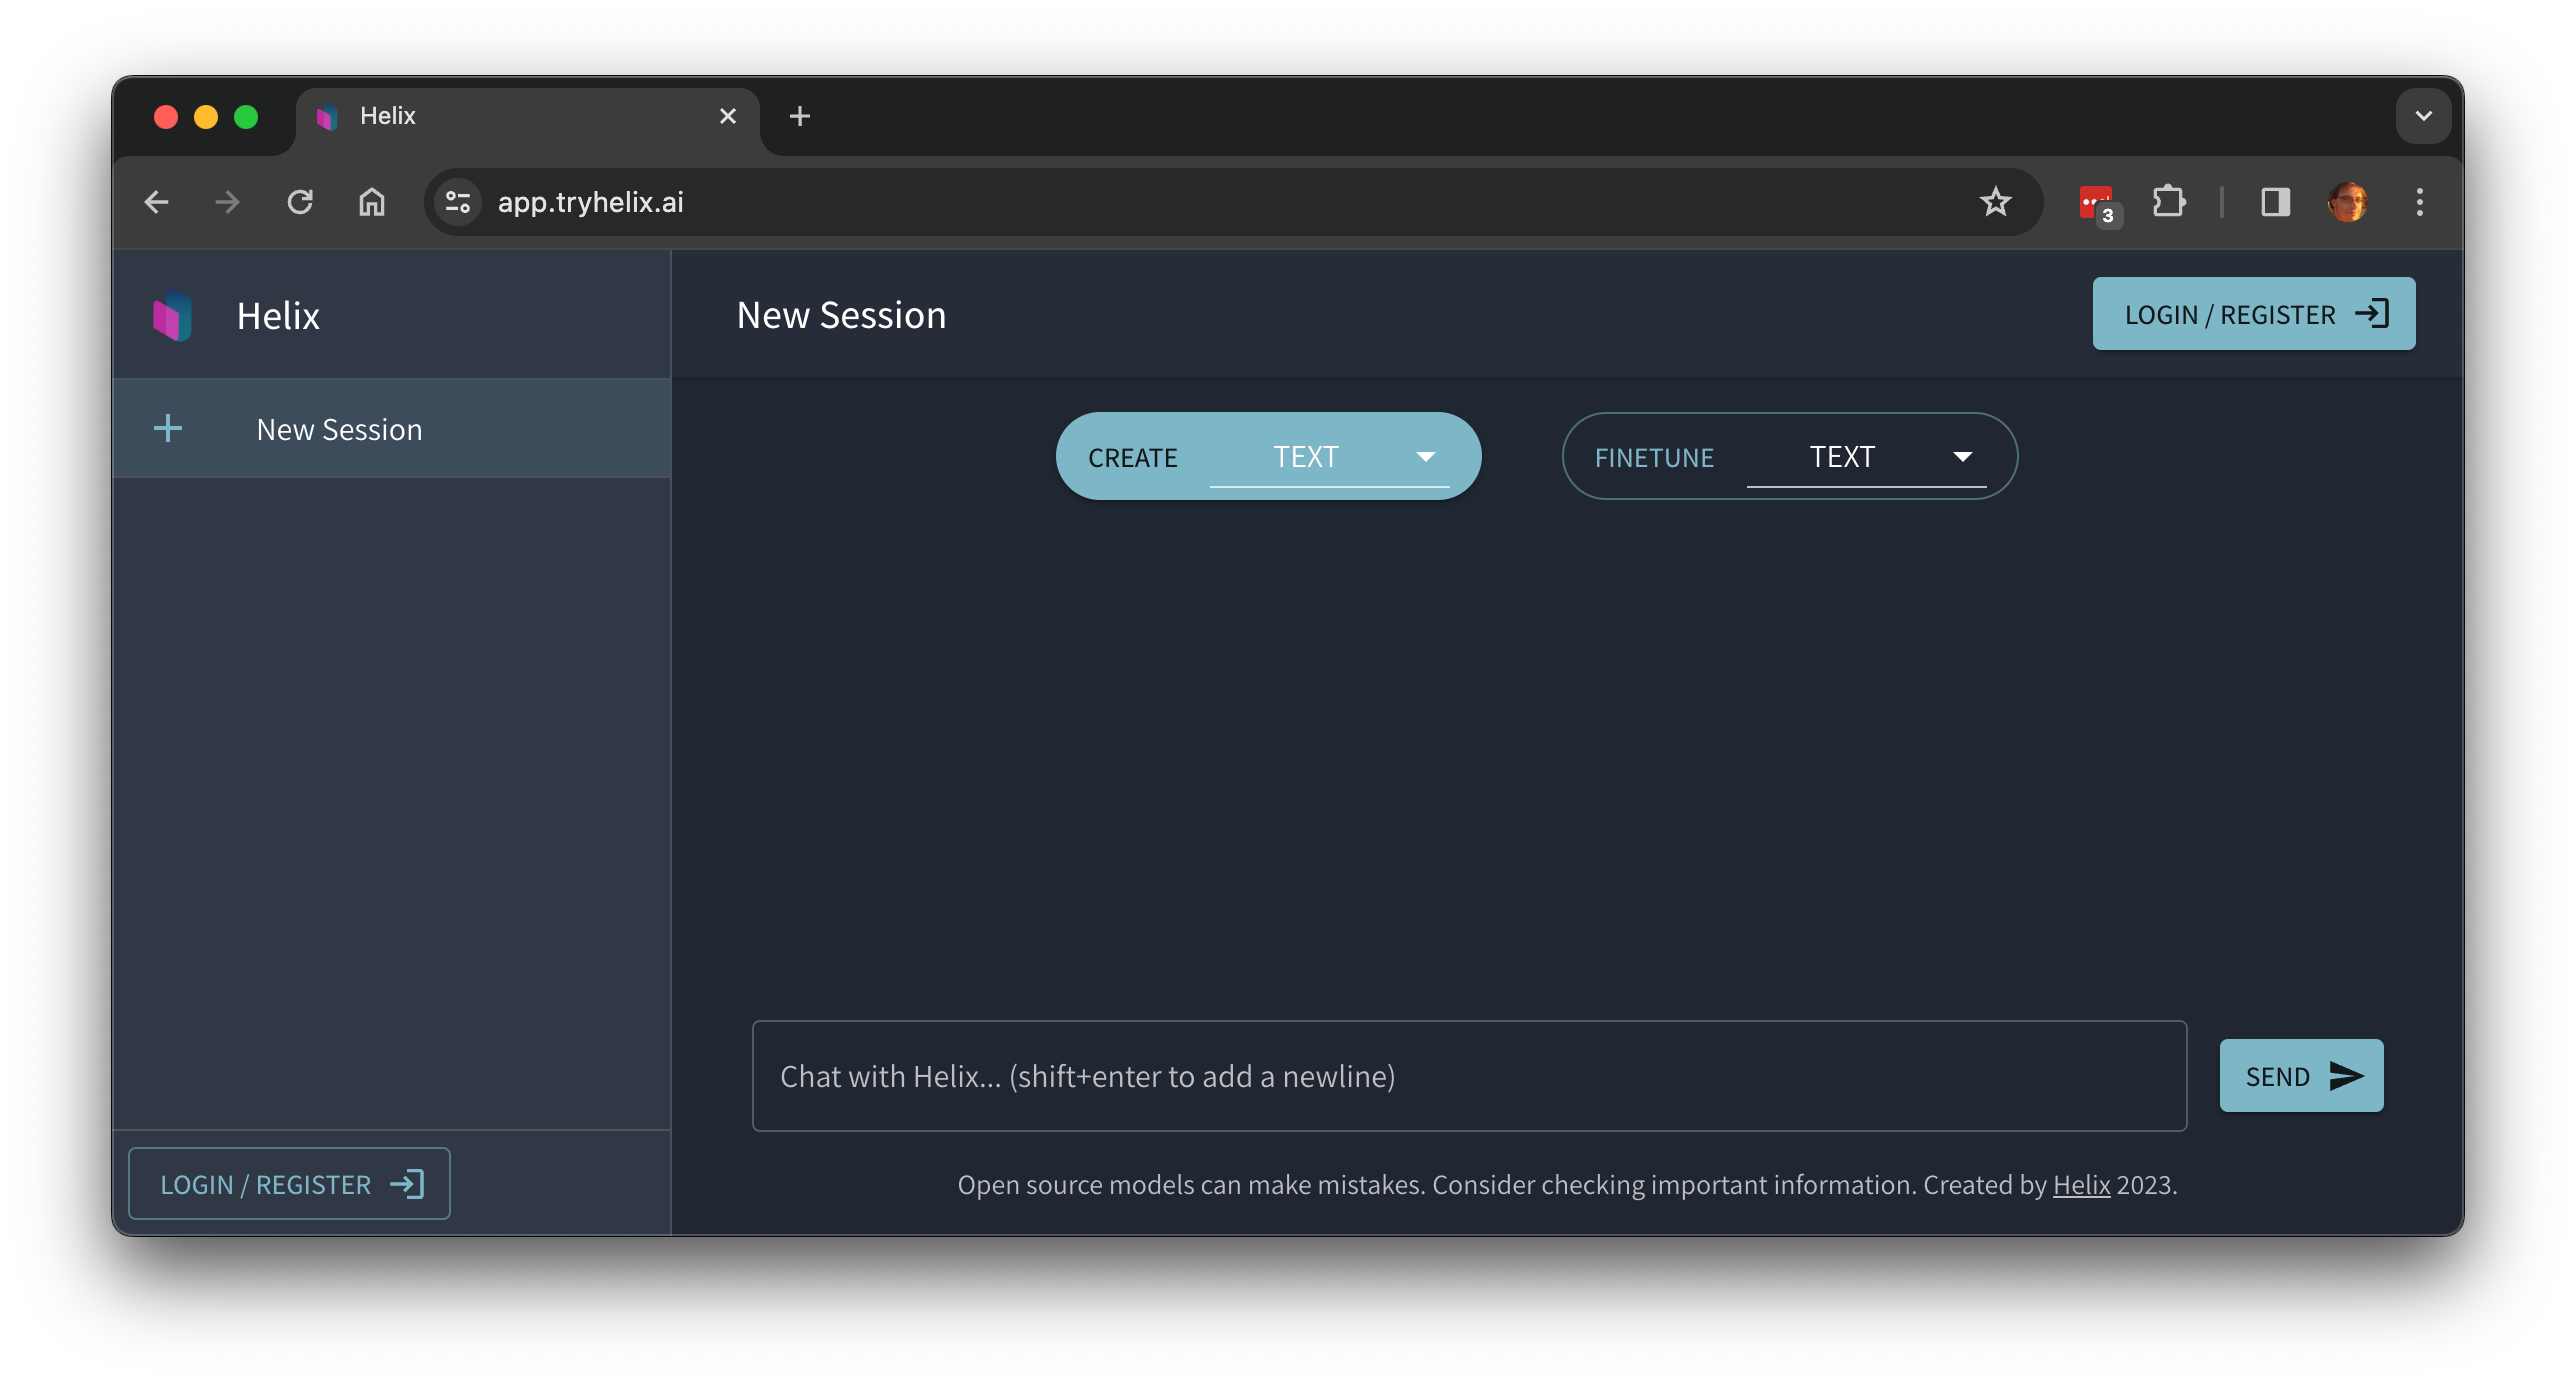 Helix
app.tryhelix.ai
3
Helix
New Session
LOGIN / REGISTER
New Session
CREATE TEXT
FINETUNE TEXT
Chat with Helix... (shift+enter to add a newline)
SEND
LOGIN / REGISTER
Open source models can make mistakes. Consider checking important information. Created by Helix 2023.